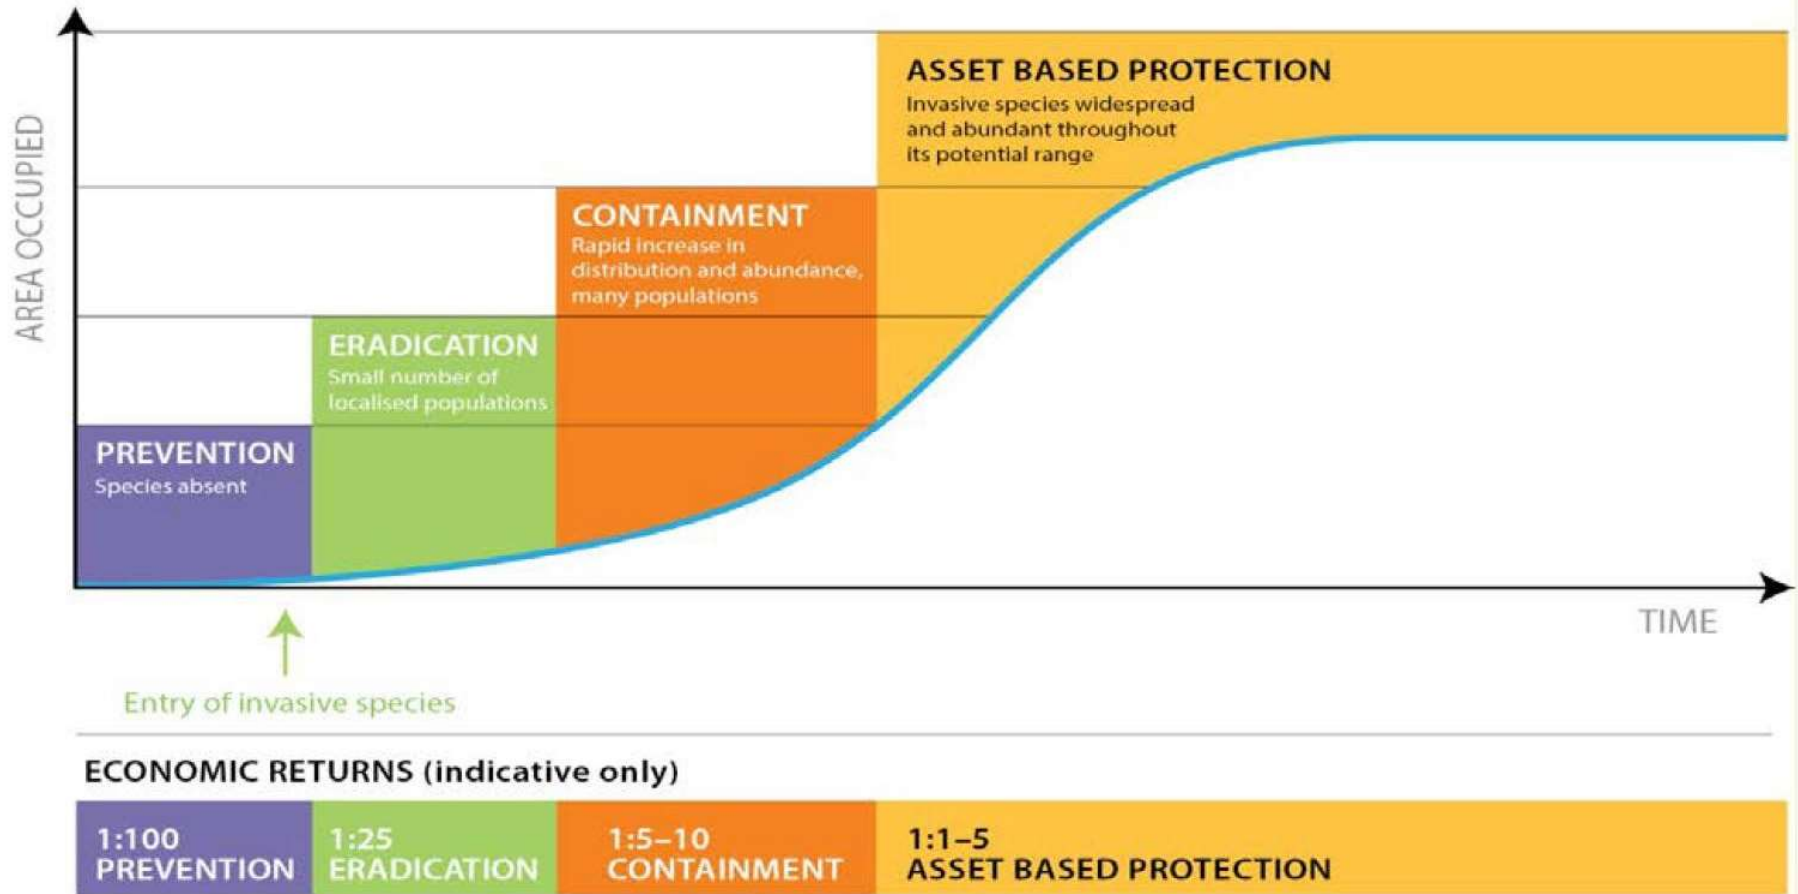 AREA OCCUPIED
ASSET BASED PROTECTION
Invasive species widespread
and abundant throughout
its potential range
CONTAINMENT
Rapid increase in
distribution and abundance,
many populations
ERADICATION
Small number of
localised populations
PREVENTION
Species absent
TIME
Entry of invasive species
ECONOMIC RETURNS (indicative only)
1:100
PREVENTION
1:25
ERADICATION
1:5–10
CONTAINMENT
1:1–5
ASSET BASED PROTECTION